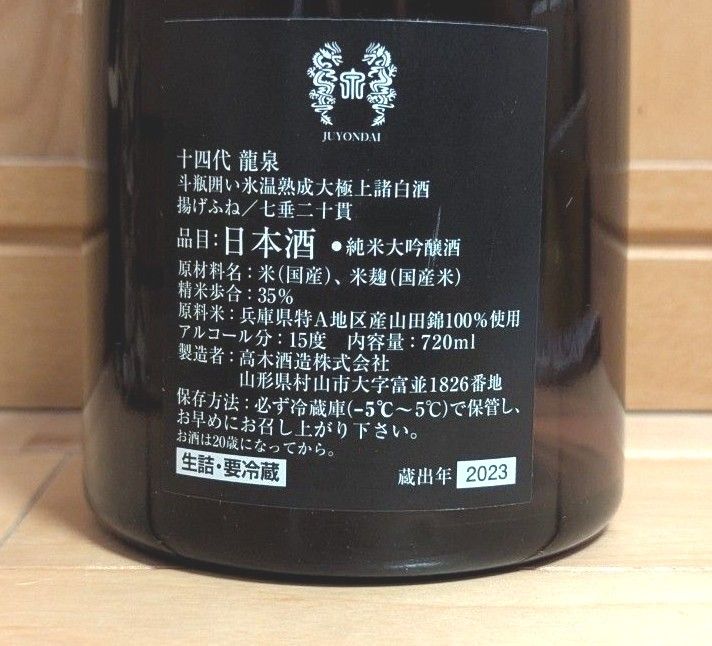 JUYONDAI
十四代 龍泉
斗瓶囲い氷温熟成大極上諸白酒
揚げふね／七垂二十貫
品目：日本酒 ●純米大吟醸酒
原材料名：米（国産）、米麹（国産米）
精米歩合：35%
原料米：兵庫県特A地区産山田錦100%使用
アルコール分：15度 内容量：720ml
製造者：高木酒造株式会社
山形県村山市大字富並1826番地
保存方法：必ず冷蔵庫（−5℃〜5℃）で保管し、
お早めにお召し上がり下さい。
お酒は20歳になってから。
生詰・要冷蔵 蔵出年 2023